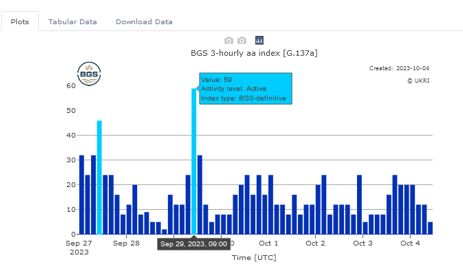 Plots
Tabular Data
Download Data
BGS 3-hourly aa index [G.137a]
BGS
Created: 2023-10-04
© UKRI
Value: 59
Activity level: Active
Index type: BGS-definitive
60
50
40
30
20
10
0
Sep 27
2023
Sep 28
Sep 29, 2023, 09:00
Oct 1
Oct 2
Oct 3
Oct 4
Time [UTC]